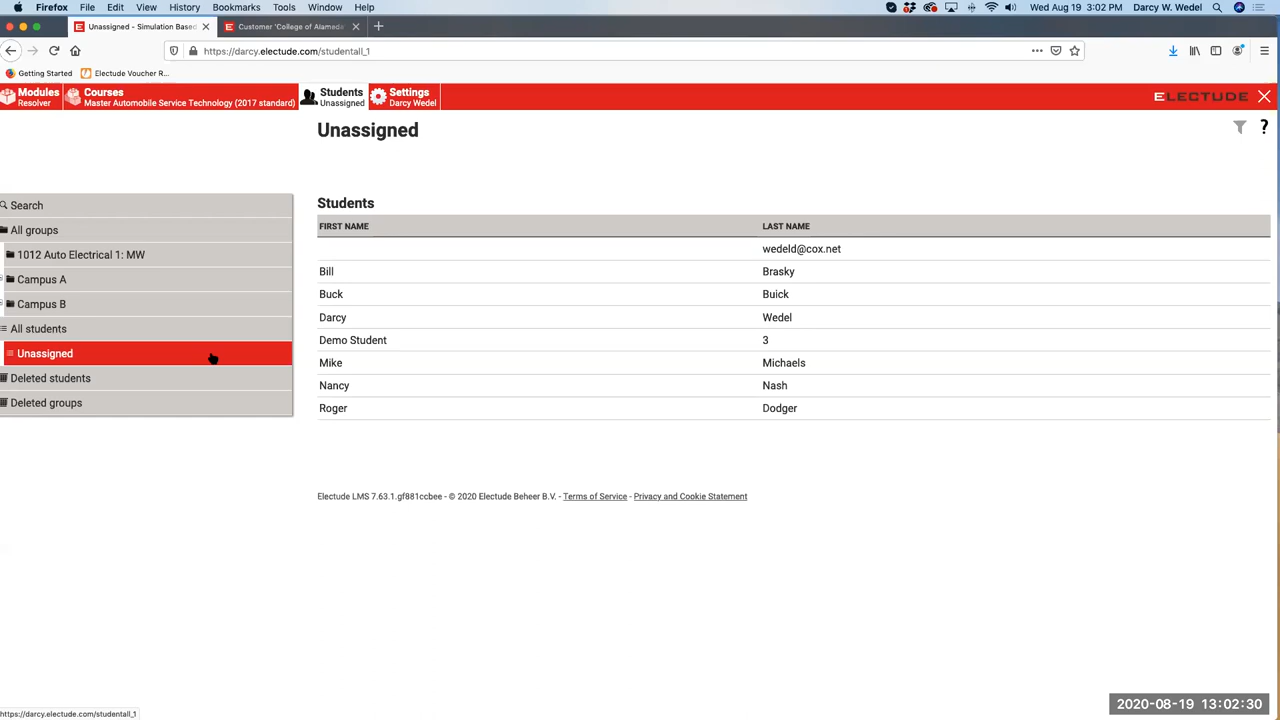 Firefox File Edit View History Bookmarks Tools Window Help Wed Aug 19 3:02 PM Darcy W. Wedel
Unassigned - Simulation Based
Customer 'College of Alameda'
https://darcy.electude.com/studentall_1
Getting Started Electude Voucher R...
Modules
Resolver
Courses
Master Automobile Service Technology (2017 standard)
Students
Unassigned
Settings
Darcy Wedel
ELECTUDE
Unassigned
?
Search
All groups
1012 Auto Electrical 1: MW
Campus A
Campus B
All students
Unassigned
Deleted students
Deleted groups
Students
FIRST NAME LAST NAME
wedeld@cox.net
Bill Brasky
Buck Buick
Darcy Wedel
Demo Student 3
Mike Michaels
Nancy Nash
Roger Dodger
Electude LMS 7.63.1.gf881ccbee - © 2020 Electude Beheer B.V. - Terms of Service - Privacy and Cookie Statement
https://darcy.electude.com/studentall_1
2020-08-19 13:02:30